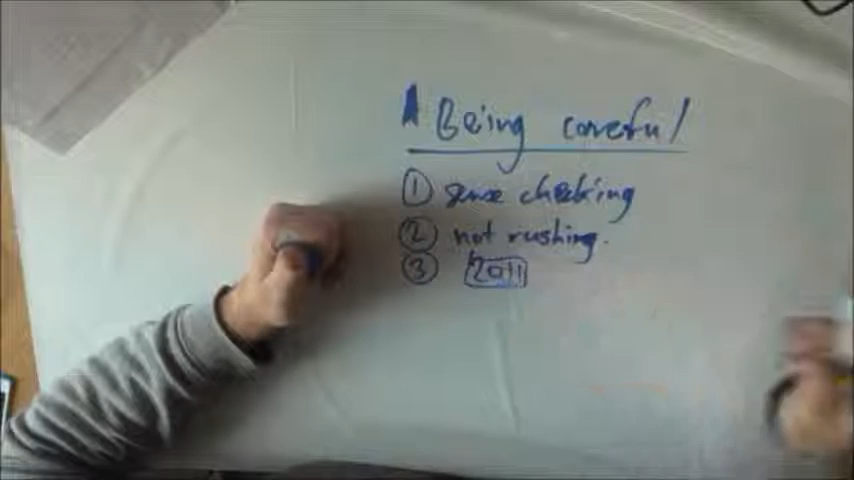 Being careful
① sense checking
② not rushing.
③ 2011